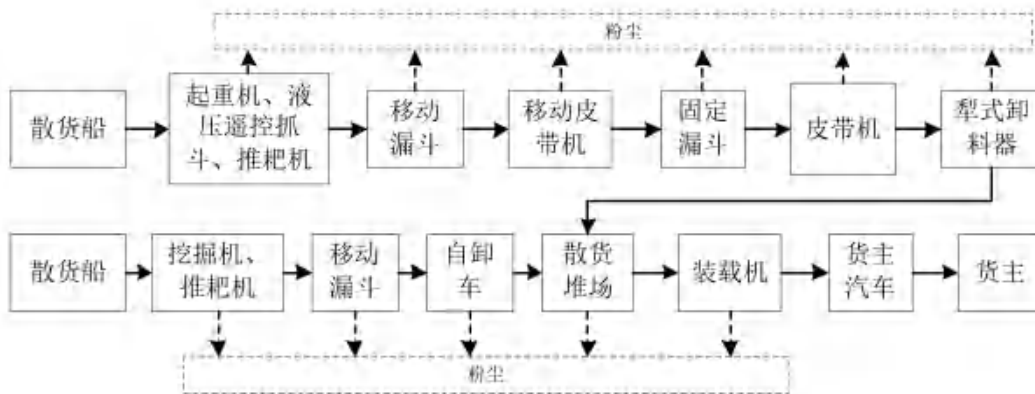 粉尘
散货船
起重机、液
压遥控抓
斗、推耙机
移动
漏斗
移动皮
带机
固定
漏斗
皮带机
犁式卸
料器
散货船
挖掘机、
推耙机
移动
漏斗
自卸
车
散货
堆场
装载机
货主
汽车
货主
粉尘